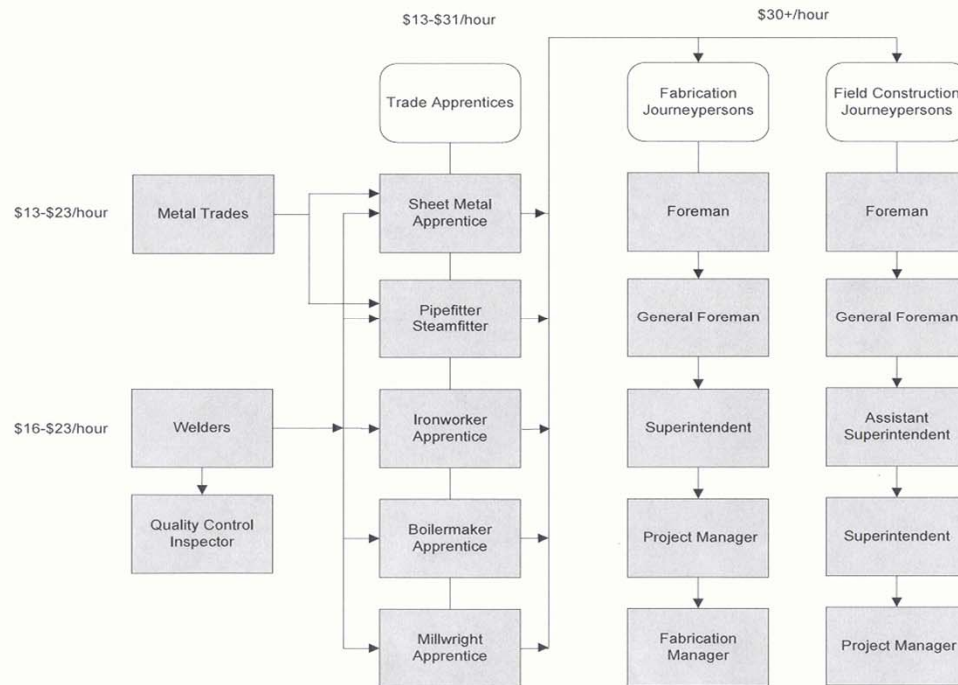 $13-$31/hour
$30+/hour
Trade Apprentices
Fabrication
Journeypersons
Field Construction
Journeypersons
$13-$23/hour
Metal Trades
Sheet Metal
Apprentice
Foreman
Foreman
Pipefitter
Steamfitter
General Foreman
General Foreman
$16-$23/hour
Welders
Ironworker
Apprentice
Superintendent
Assistant
Superintendent
Quality Control
Inspector
Boilermaker
Apprentice
Project Manager
Superintendent
Millwright
Apprentice
Fabrication
Manager
Project Manager